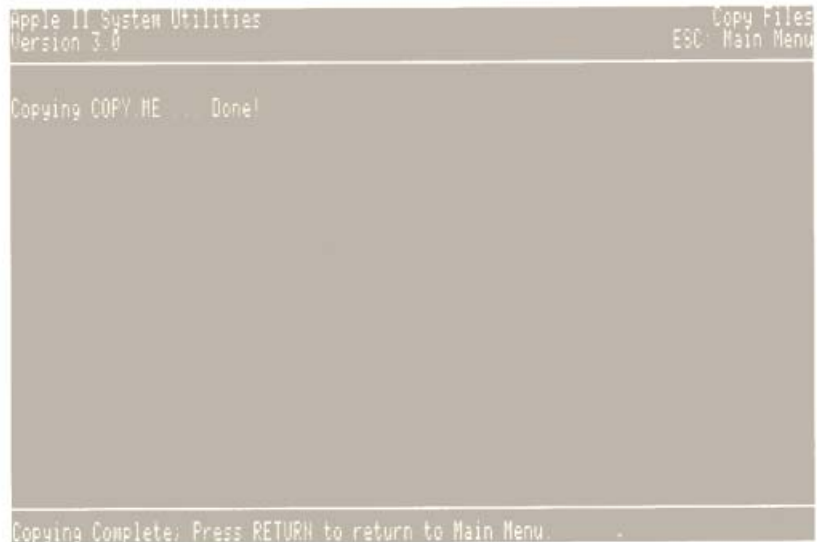 Apple II System Utilities
Copy Files
Version 3.0
ESC: Main Menu
Copying COPY.ME ... Done!
Copying Complete; Press RETURN to return to Main Menu.